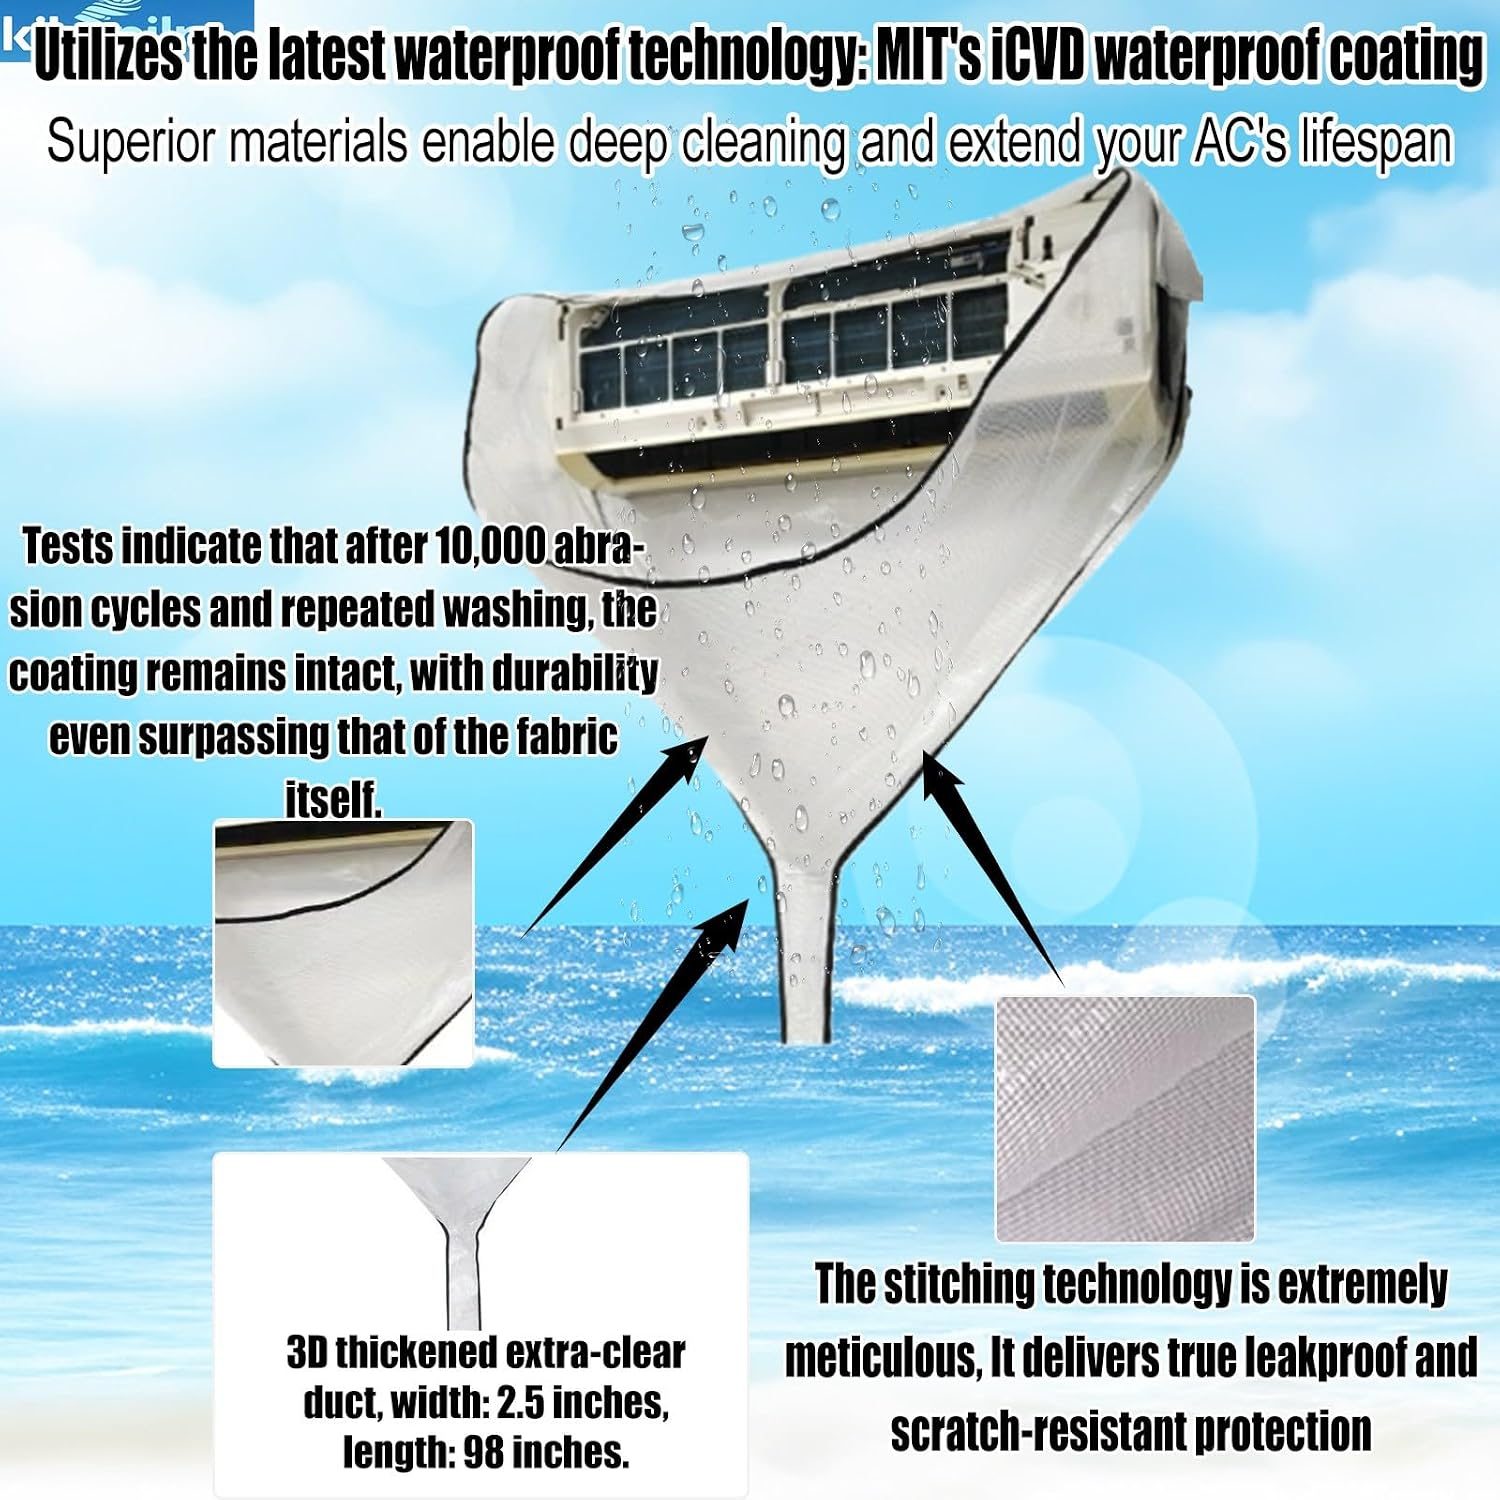 Utilizes the latest waterproof technology: MIT's iCVD waterproof coating
Superior materials enable deep cleaning and extend your AC's lifespan
Tests indicate that after 10,000 abra-
sion cycles and repeated washing, the
coating remains intact, with durability
even surpassing that of the fabric
itself.
3D thickened extra-clear
duct, width: 2.5 inches,
length: 98 inches.
The stitching technology is extremely
meticulous, It delivers true leakproof and
scratch-resistant protection